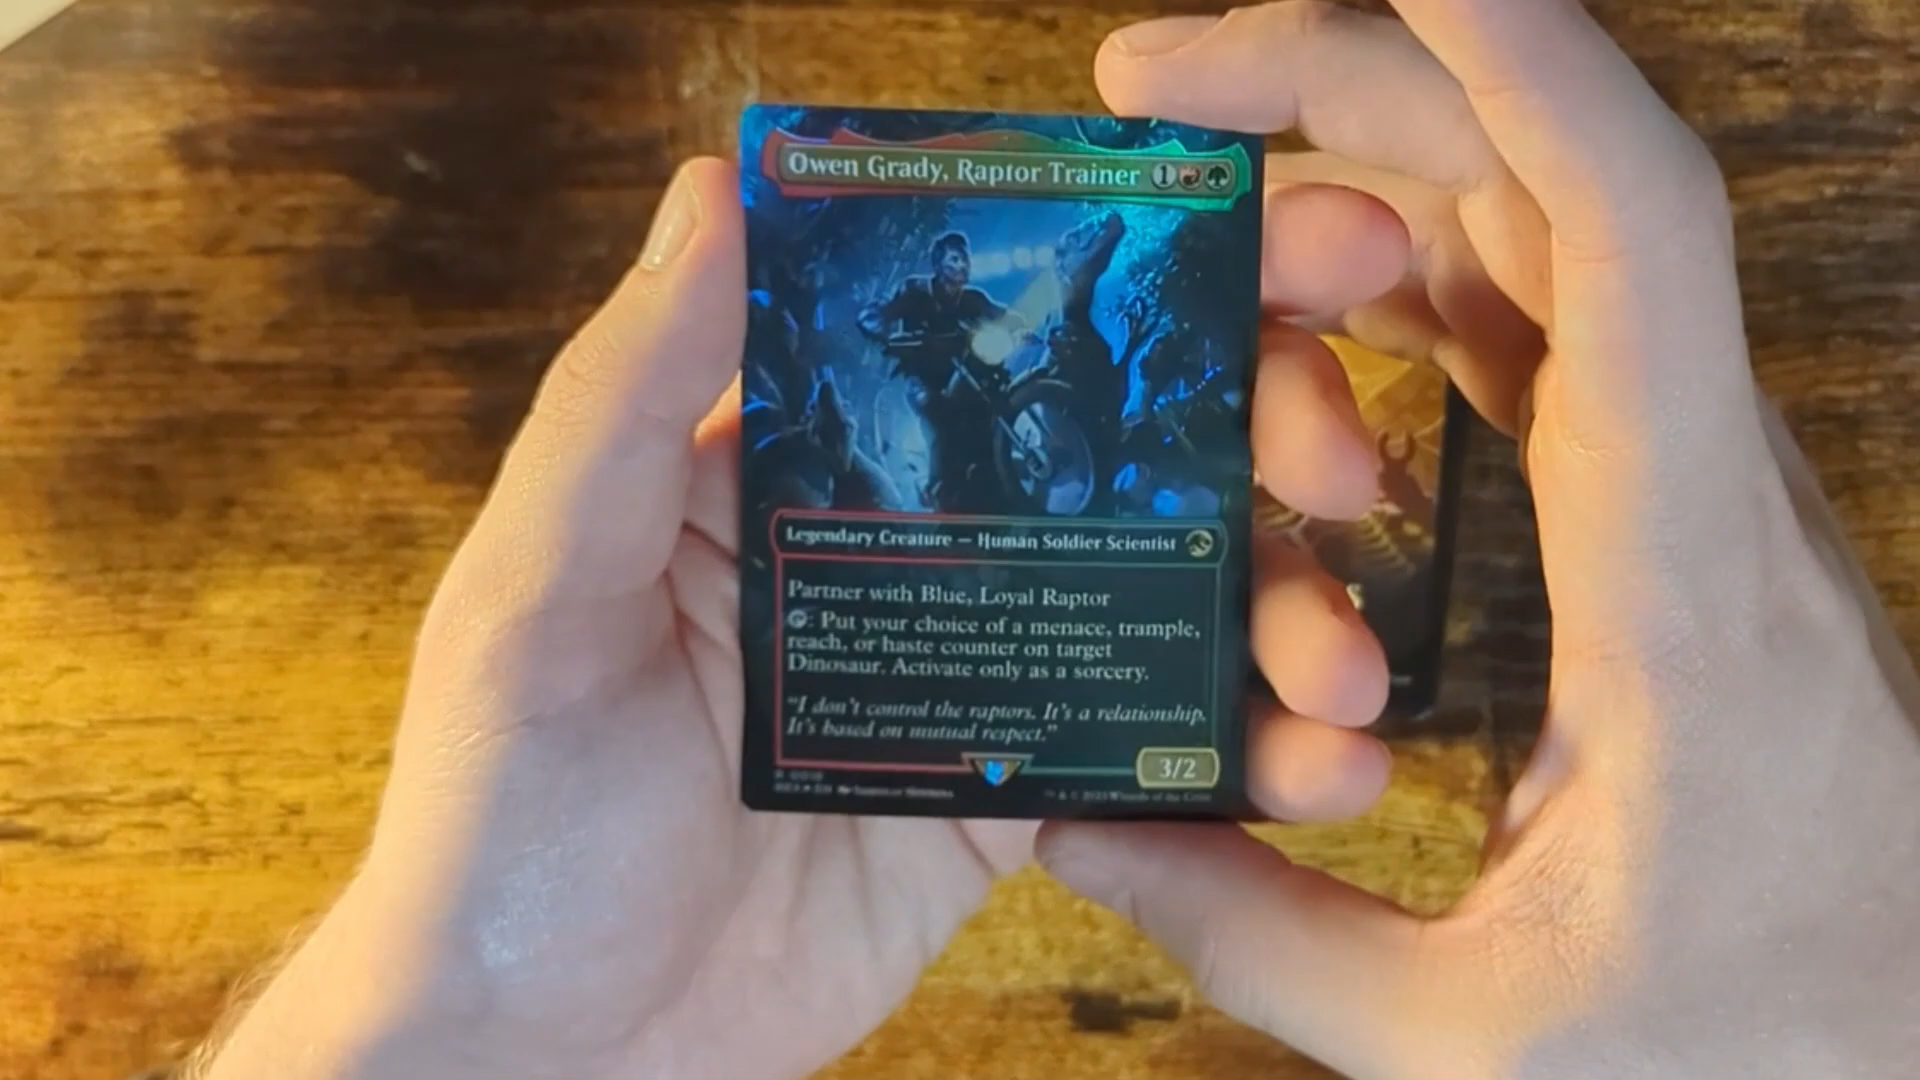 Owen Grady, Raptor Trainer 1
Legendary Creature — Human Soldier Scientist
Partner with Blue, Loyal Raptor
: Put your choice of a menace, trample,
reach, or haste counter on target
Dinosaur. Activate only as a sorcery.
"I don't control the raptors. It's a relationship.
It's based on mutual respect."
3/2